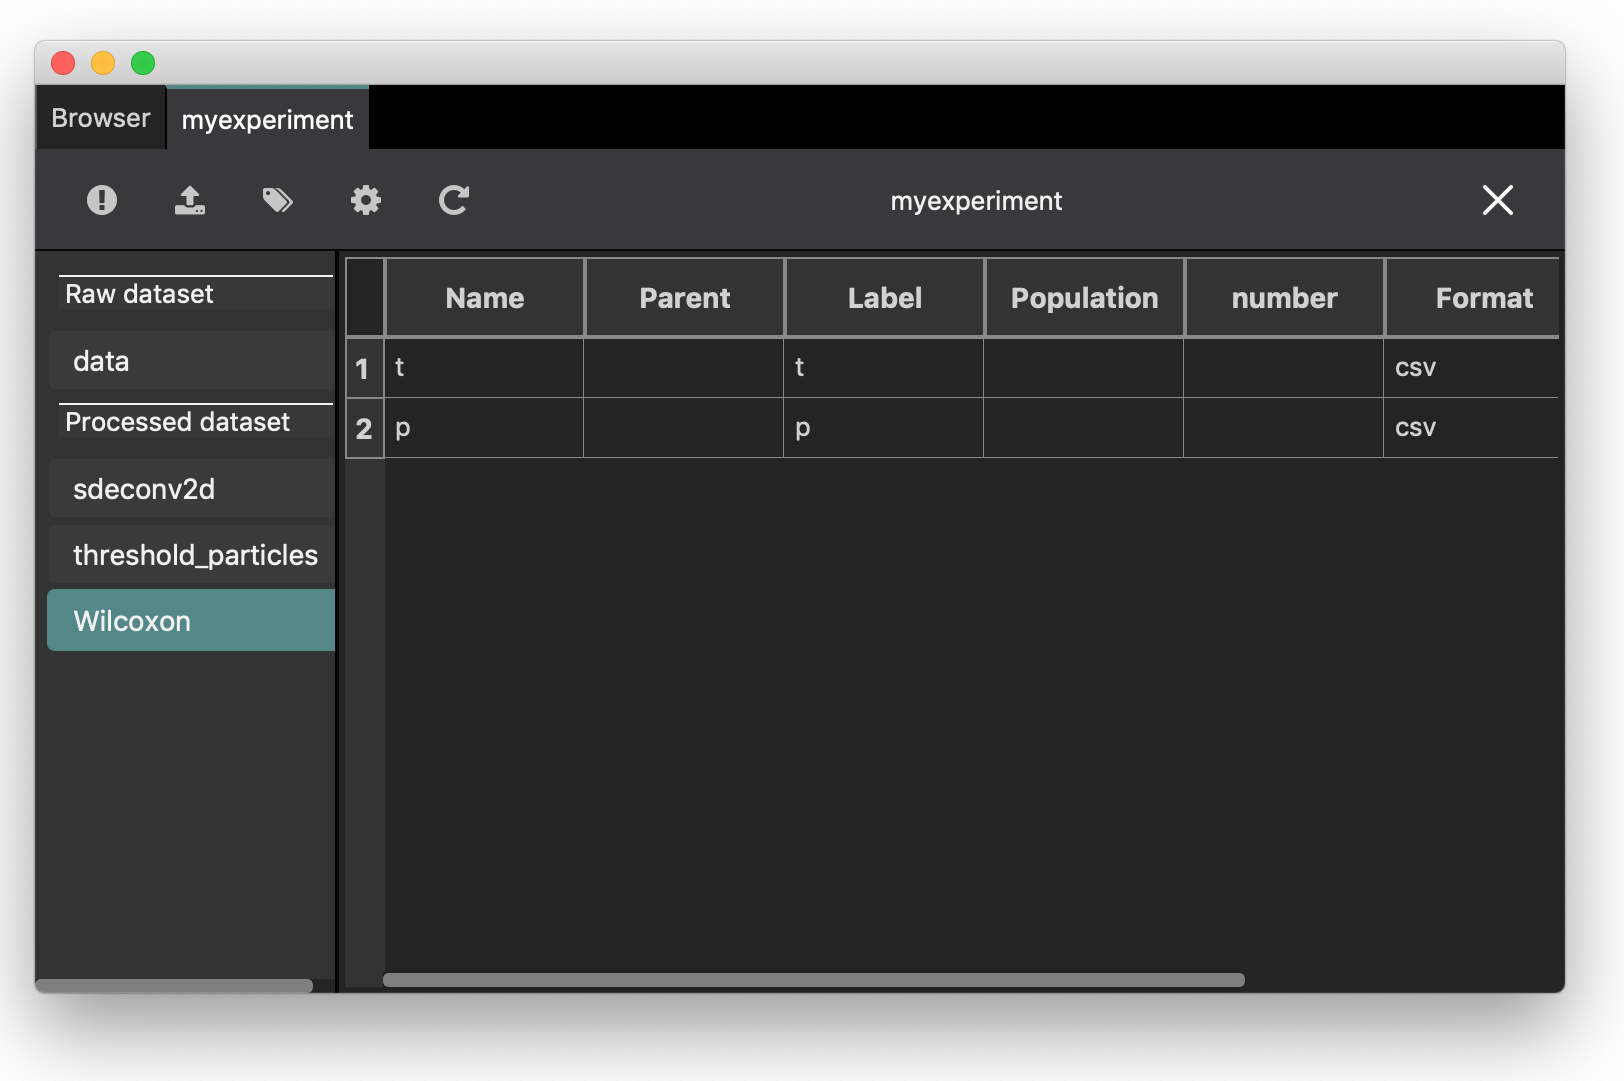 Browser myexperiment
myexperiment
Raw dataset
data
Processed dataset
sdeconv2d
threshold_particles
Wilcoxon
Name Parent Label Population number Format
1 t t csv
2 p p csv